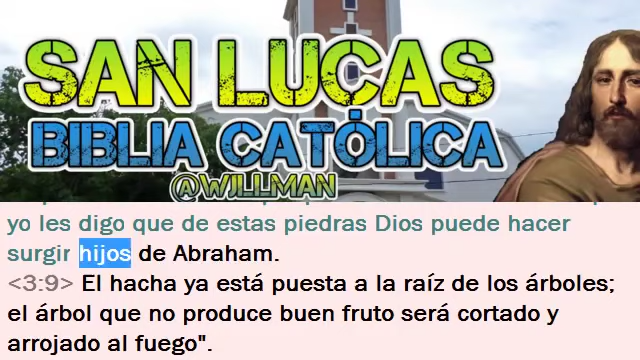 SAN LUCAS
BIBLIA CATÓLICA
@WJLLMAN
yo les digo que de estas piedras Dios puede hacer
surgir hijos de Abraham.
<3:9> El hacha ya está puesta a la raíz de los árboles;
el árbol que no produce buen fruto será cortado y
arrojado al fuego".